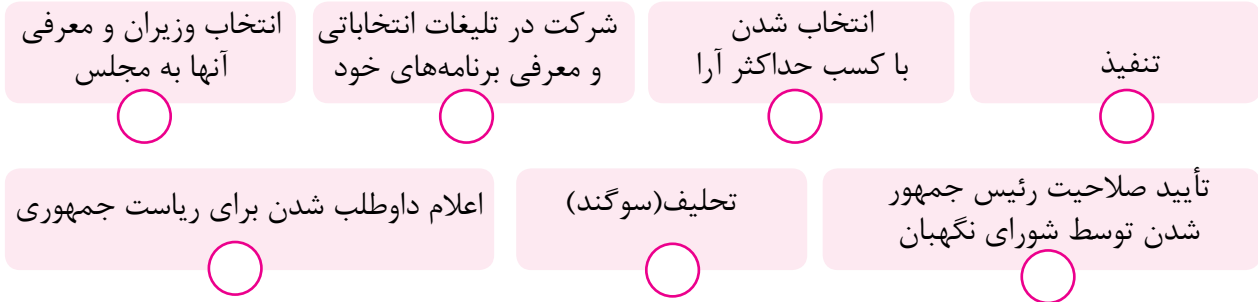 تنفیذ
انتخاب شدن
با کسب حداکثر آرا
شرکت در تلیغات انتخاباتی
و معرفی برنامه‌های خود
انتخاب وزیران و معرفی
آنها به مجلس
تأیید صلاحیت رئیس جمهور
شدن توسط شورای نگهبان
تحلیف(سوگند)
اعلام داوطلب شدن برای ریاست جمهوری